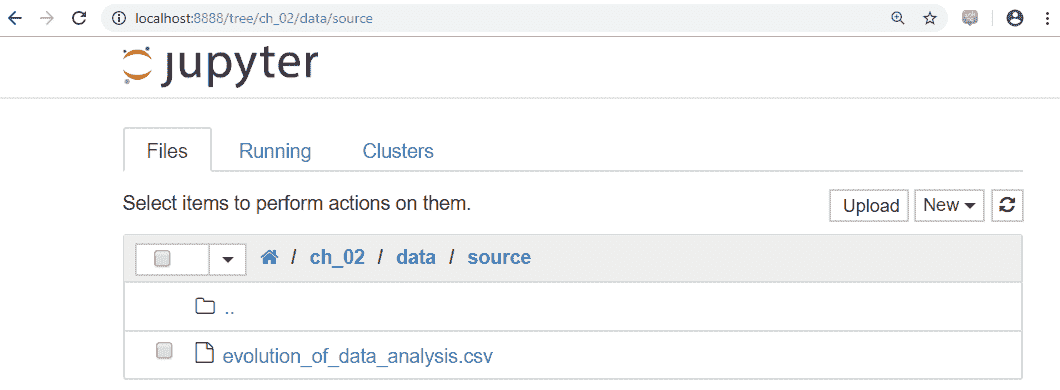 localhost:8888/tree/ch_02/data/source
jupyter
Files Running Clusters
Select items to perform actions on them. Upload New
/ ch_02 / data / source
..
evolution_of_data_analysis.csv